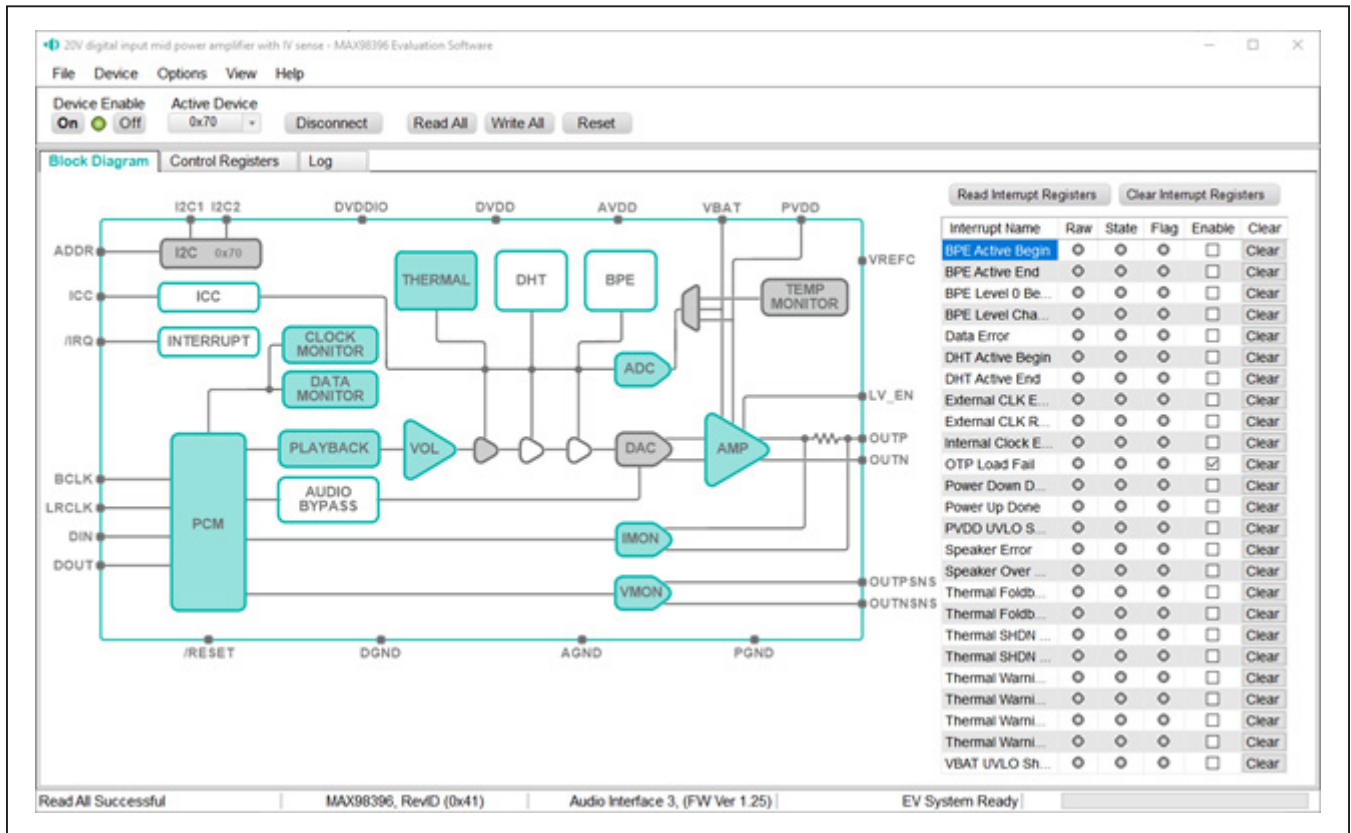 20V digital input mid power amplifier with IV sense - MAX98396 Evaluation Software
File Device Options View Help
Device Enable Active Device
On Off 0x70 Disconnect Read All Write All Reset
Block Diagram Control Registers Log
Read Interrupt Registers Clear Interrupt Registers
I2C1 I2C2 DVDDIO DVDD AVDD VBAT PVDD
ADDR I2C 0x70
VREFC
THERMAL DHT BPE
TEMP
MONITOR
ICC ICC
/IRQ INTERRUPT
CLOCK
MONITOR
DATA
MONITOR
ADC
LV_EN
PLAYBACK VOL DAC AMP
OUTP
OUTN
BCLK
LRCLK
DIN
DOUT
PCM
AUDIO
BYPASS
IMON
VMON
OUTPSNS
OUTNSNS
/RESET DGND AGND PGND
Interrupt Name Raw State Flag Enable Clear
BPE Active Begin Clear
BPE Active End Clear
BPE Level 0 Be... Clear
BPE Level Cha... Clear
Data Error Clear
DHT Active Begin Clear
DHT Active End Clear
External CLK E... Clear
External CLK R... Clear
Internal Clock E... Clear
OTP Load Fail Clear
Power Down D... Clear
Power Up Done Clear
PVDD UVLO S... Clear
Speaker Error Clear
Speaker Over ... Clear
Thermal Foldb... Clear
Thermal Foldb... Clear
Thermal SHDN ... Clear
Thermal SHDN ... Clear
Thermal Warni... Clear
Thermal Warni... Clear
Thermal Warni... Clear
Thermal Warni... Clear
VBAT UVLO Sh... Clear
Read All Successful MAX98396, RevID (0x41) Audio Interface 3, (FW Ver 1.25) EV System Ready